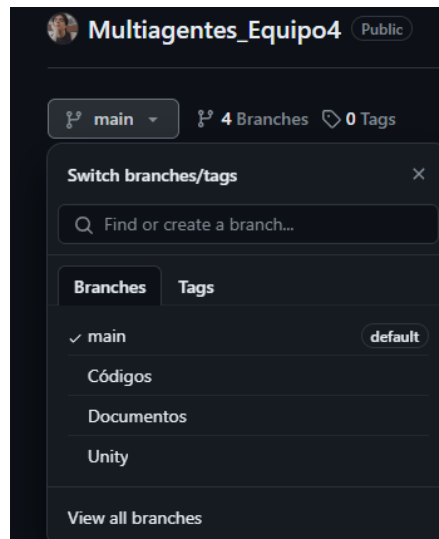 Multiagentes_Equipo4 Public
main 4 Branches 0 Tags
Switch branches/tags
Find or create a branch...
Branches Tags
main default
Códigos
Documentos
Unity
View all branches